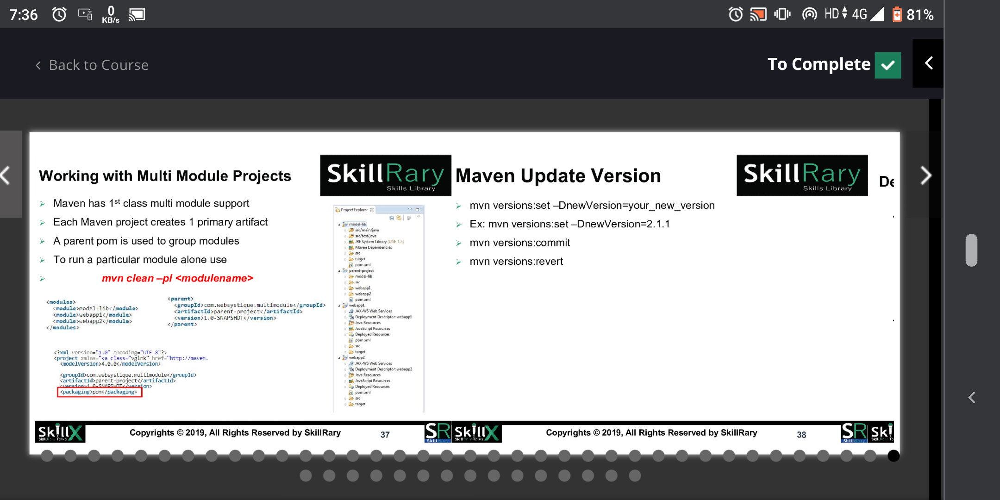 7:36
0
KB/s
HD 4G 81%
Back to Course
To Complete
Working with Multi Module Projects
SkillRary
Skills Library
Maven has 1st class multi module support
Each Maven project creates 1 primary artifact
A parent pom is used to group modules
To run a particular module alone use
mvn clean –pl <modulename>
<modules>
<module>model-lib</module>
<module>webapp1</module>
<module>webapp2</module>
</modules>
<parent>
<groupId>com.websystique.multimodule</groupId>
<artifactId>parent-project</artifactId>
<version>1.0-SNAPSHOT</version>
</parent>
<?xml version="1.0" encoding="UTF-8"?>
<project xmlns="<a class="vglnk" href="http://maven.
<modelVersion>4.0.0</modelVersion>
<groupId>com.websystique.multimodule</groupId>
<artifactId>parent-project</artifactId>
<version>1.0-SNAPSHOT</version>
<packaging>pom</packaging>
Project Explorer
model-lib
src/main/java
src/test/java
JRE System Library [J2SE-1.5]
Maven Dependencies
src
target
pom.xml
parent-project
model-lib
src
webapp1
webapp2
pom.xml
webapp1
JAX-WS Web Services
Deployment Descriptor: webapp1
Java Resources
JavaScript Resources
Deployed Resources
pom.xml
src
target
webapp2
JAX-WS Web Services
Deployment Descriptor: webapp2
Java Resources
JavaScript Resources
Deployed Resources
pom.xml
src
target
SkillX
SkillRary Talks
Copyrights © 2019, All Rights Reserved by SkillRary
37
SR
SkillRary
Maven Update Version
SkillRary
Skills Library
mvn versions:set –DnewVersion=your_new_version
Ex: mvn versions:set –DnewVersion=2.1.1
mvn versions:commit
mvn versions:revert
SkillX
SkillRary Talks
Copyrights © 2019, All Rights Reserved by SkillRary
38
SR
SkillRary
De
Ski
SkillRary Ta